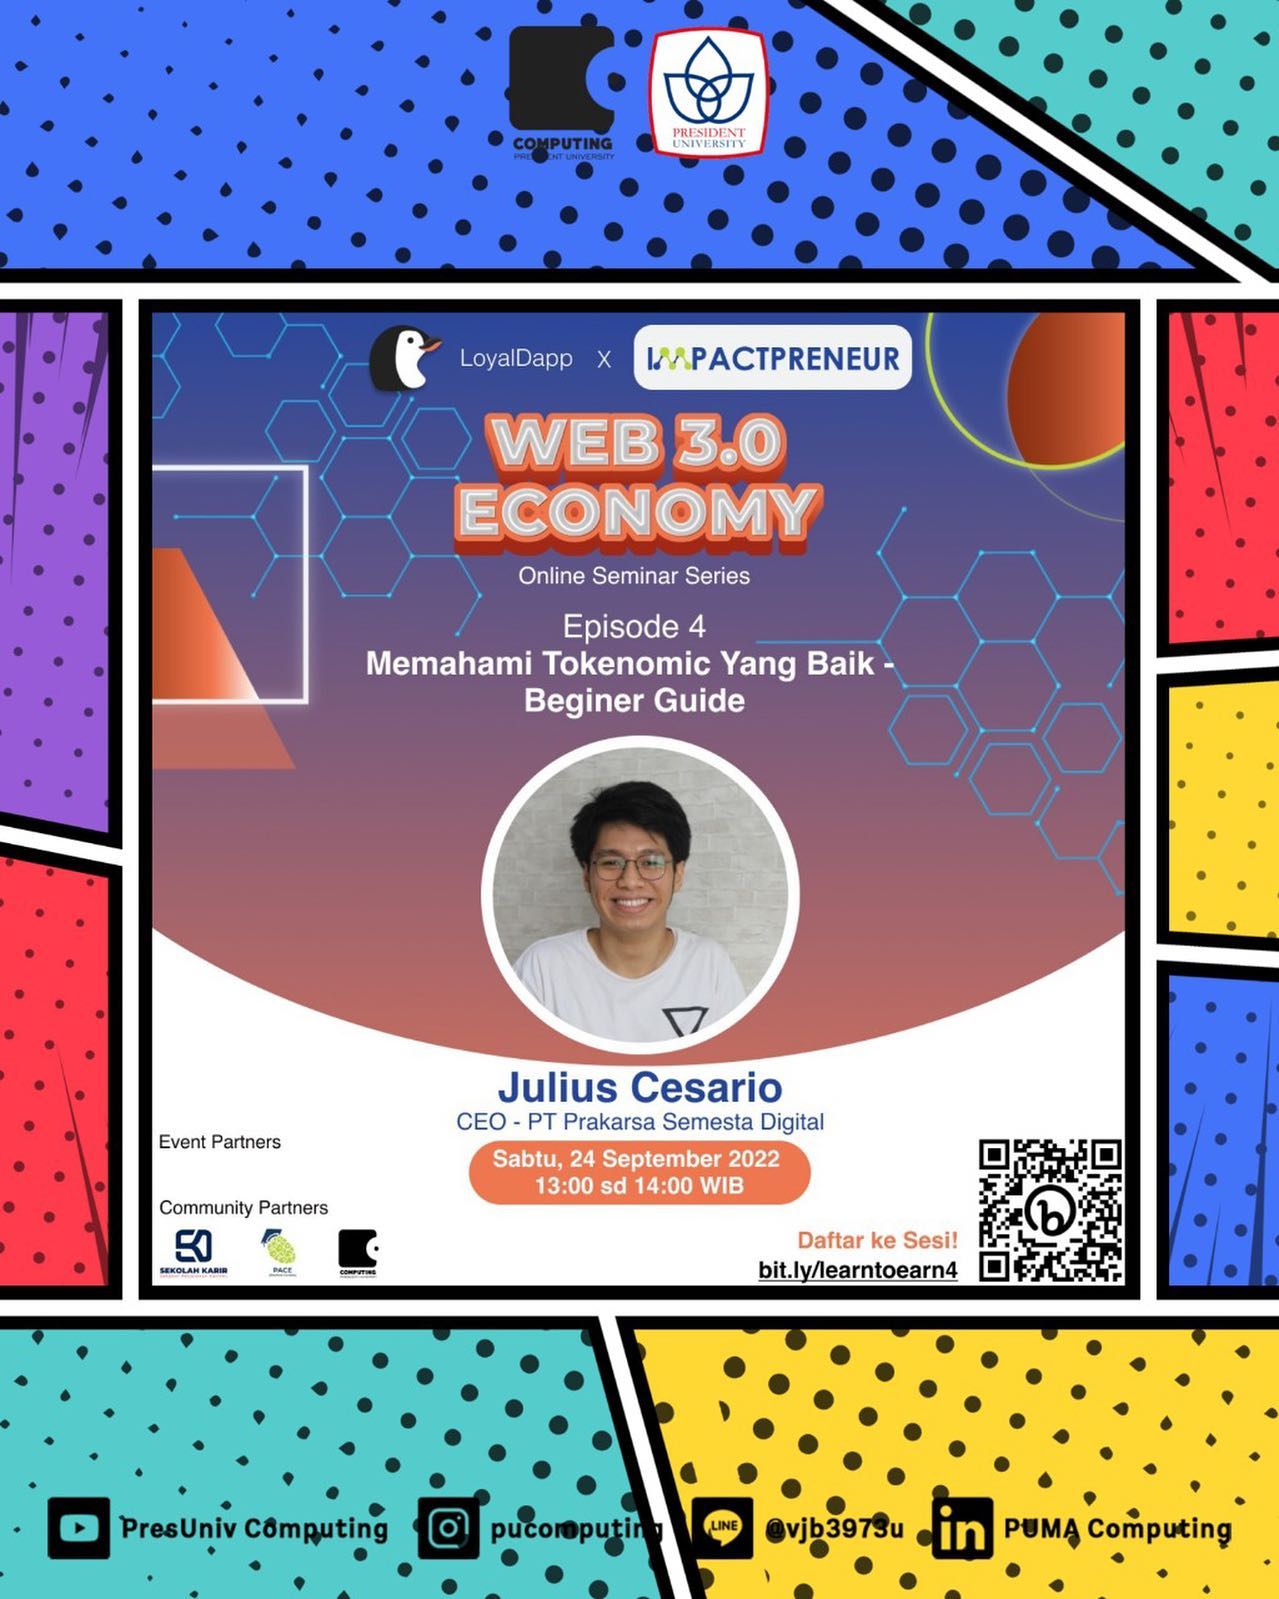 COMPUTING
PRESIDENT UNIVERSITY
PRESIDENT
UNIVERSITY
LoyalDapp X IMPACTPRENEUR
WEB 3.0
ECONOMY
Online Seminar Series
Episode 4
Memahami Tokenomic Yang Baik -
Beginer Guide
Julius Cesario
CEO - PT Prakarsa Semesta Digital
Sabtu, 24 September 2022
13:00 sd 14:00 WIB
Event Partners
Community Partners
SEKOLAH KARIR
PACE
COMPUTING
Daftar ke Sesi!
bit.ly/learntoearn4
PresUniv Computing
pucomputing
LINE
@vjb3973u
in
PUMA Computing